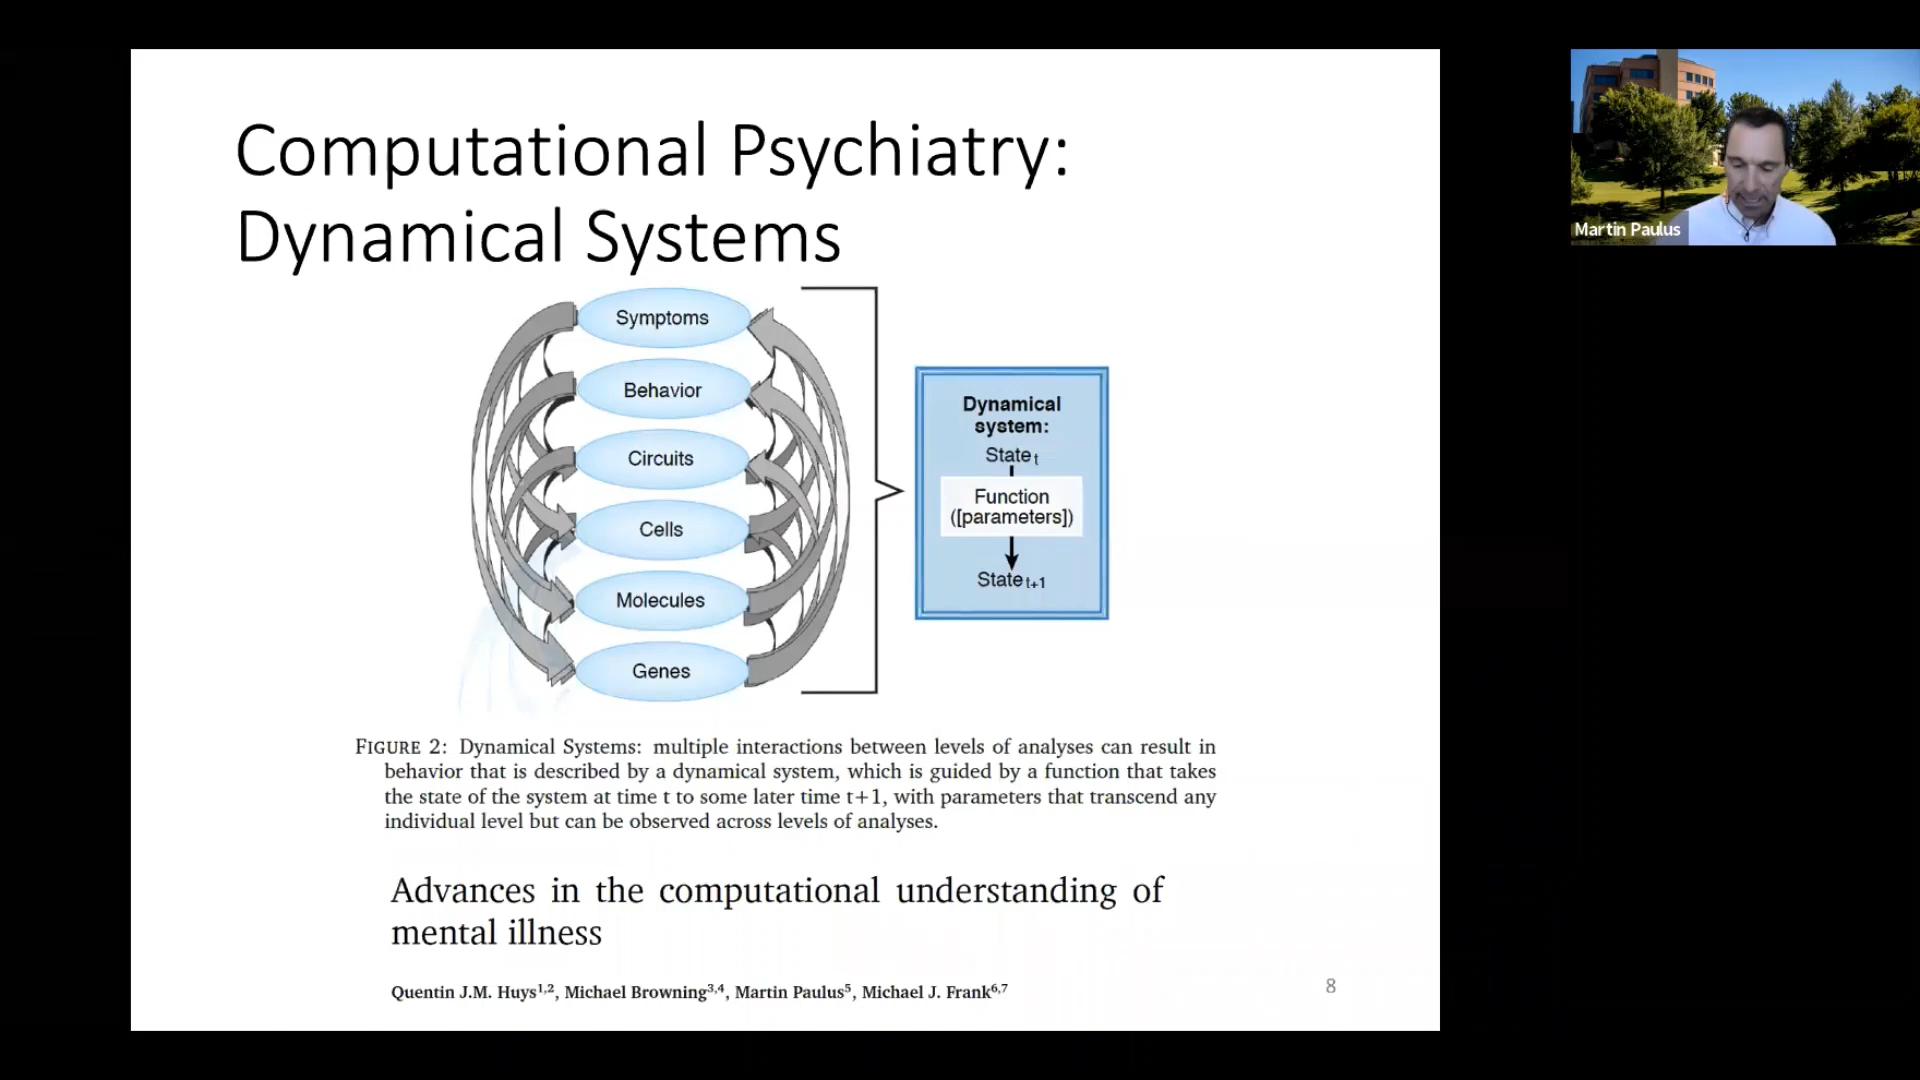 Computational Psychiatry:
Dynamical Systems
Symptoms
Behavior
Circuits
Cells
Molecules
Genes
Dynamical
system:
State t
Function
([parameters])
State t+1
FIGURE 2: Dynamical Systems: multiple interactions between levels of analyses can result in
behavior that is described by a dynamical system, which is guided by a function that takes
the state of the system at time t to some later time t+1, with parameters that transcend any
individual level but can be observed across levels of analyses.
Advances in the computational understanding of
mental illness
Quentin J.M. Huys1,2, Michael Browning3,4, Martin Paulus5, Michael J. Frank6,7
8
Martin Paulus